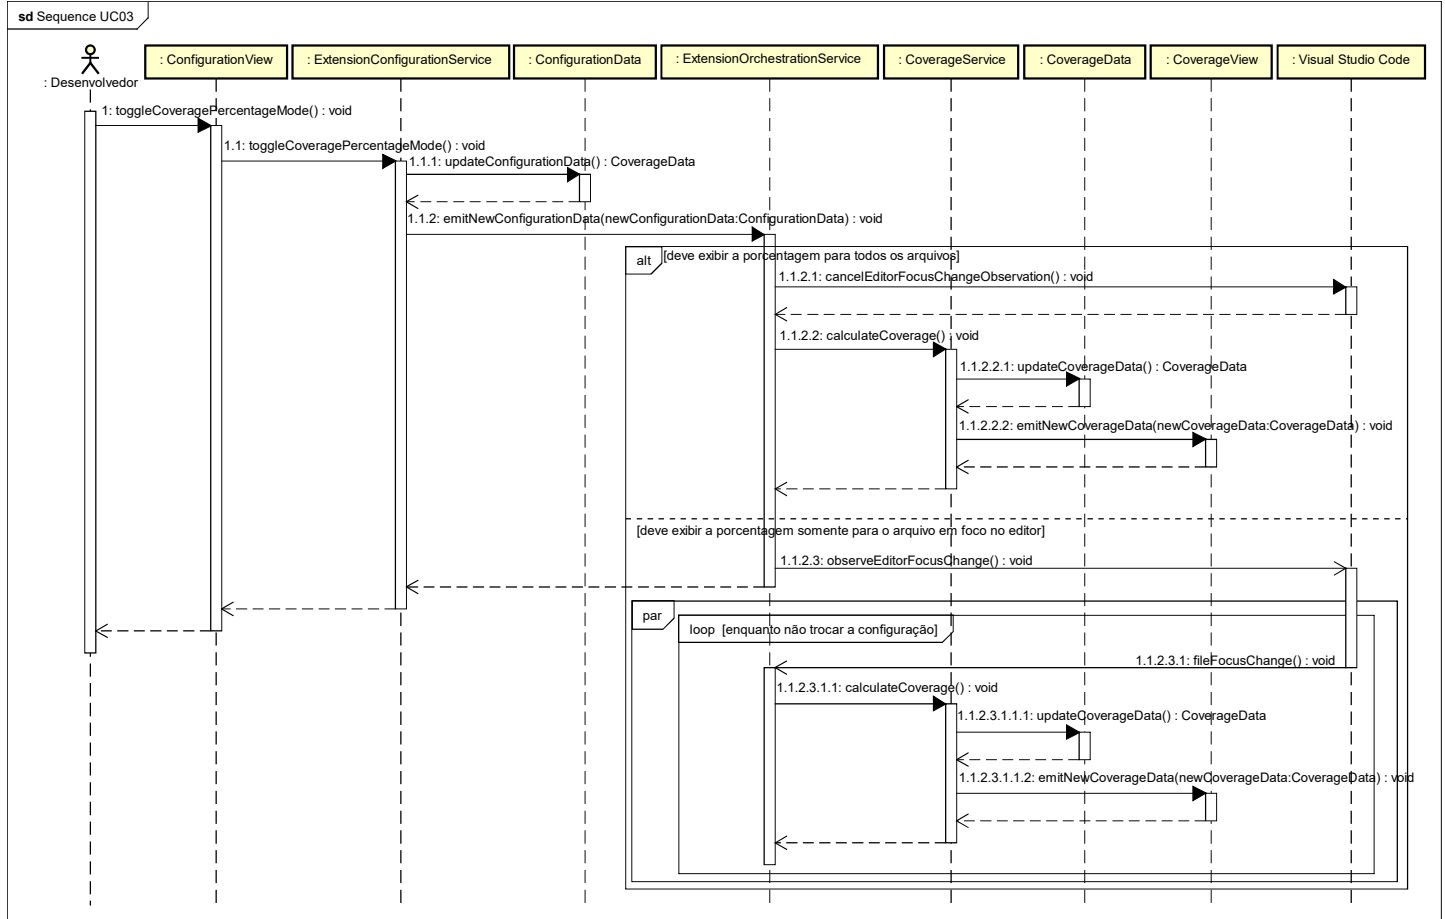 sd Sequence UC03
: Desenvolvedor
: ConfigurationView
: ExtensionConfigurationService
: ConfigurationData
: ExtensionOrchestrationService
: CoverageService
: CoverageData
: CoverageView
: Visual Studio Code
1: toggleCoveragePercentageMode() : void
1.1: toggleCoveragePercentageMode() : void
1.1.1: updateConfigurationData() : CoverageData
1.1.2: emitNewConfigurationData(newConfigurationData:ConfigurationData) : void
alt
[deve exibir a porcentagem para todos os arquivos]
1.1.2.1: cancelEditorFocusChangeObservation() : void
1.1.2.2: calculateCoverage() : void
1.1.2.2.1: updateCoverageData() : CoverageData
1.1.2.2.2: emitNewCoverageData(newCoverageData:CoverageData) : void
[deve exibir a porcentagem somente para o arquivo em foco no editor]
1.1.2.3: observeEditorFocusChange() : void
par
loop [enquanto não trocar a configuração]
1.1.2.3.1: fileFocusChange() : void
1.1.2.3.1.1: calculateCoverage() : void
1.1.2.3.1.1.1: updateCoverageData() : CoverageData
1.1.2.3.1.1.2: emitNewCoverageData(newCoverageData:CoverageData) : void